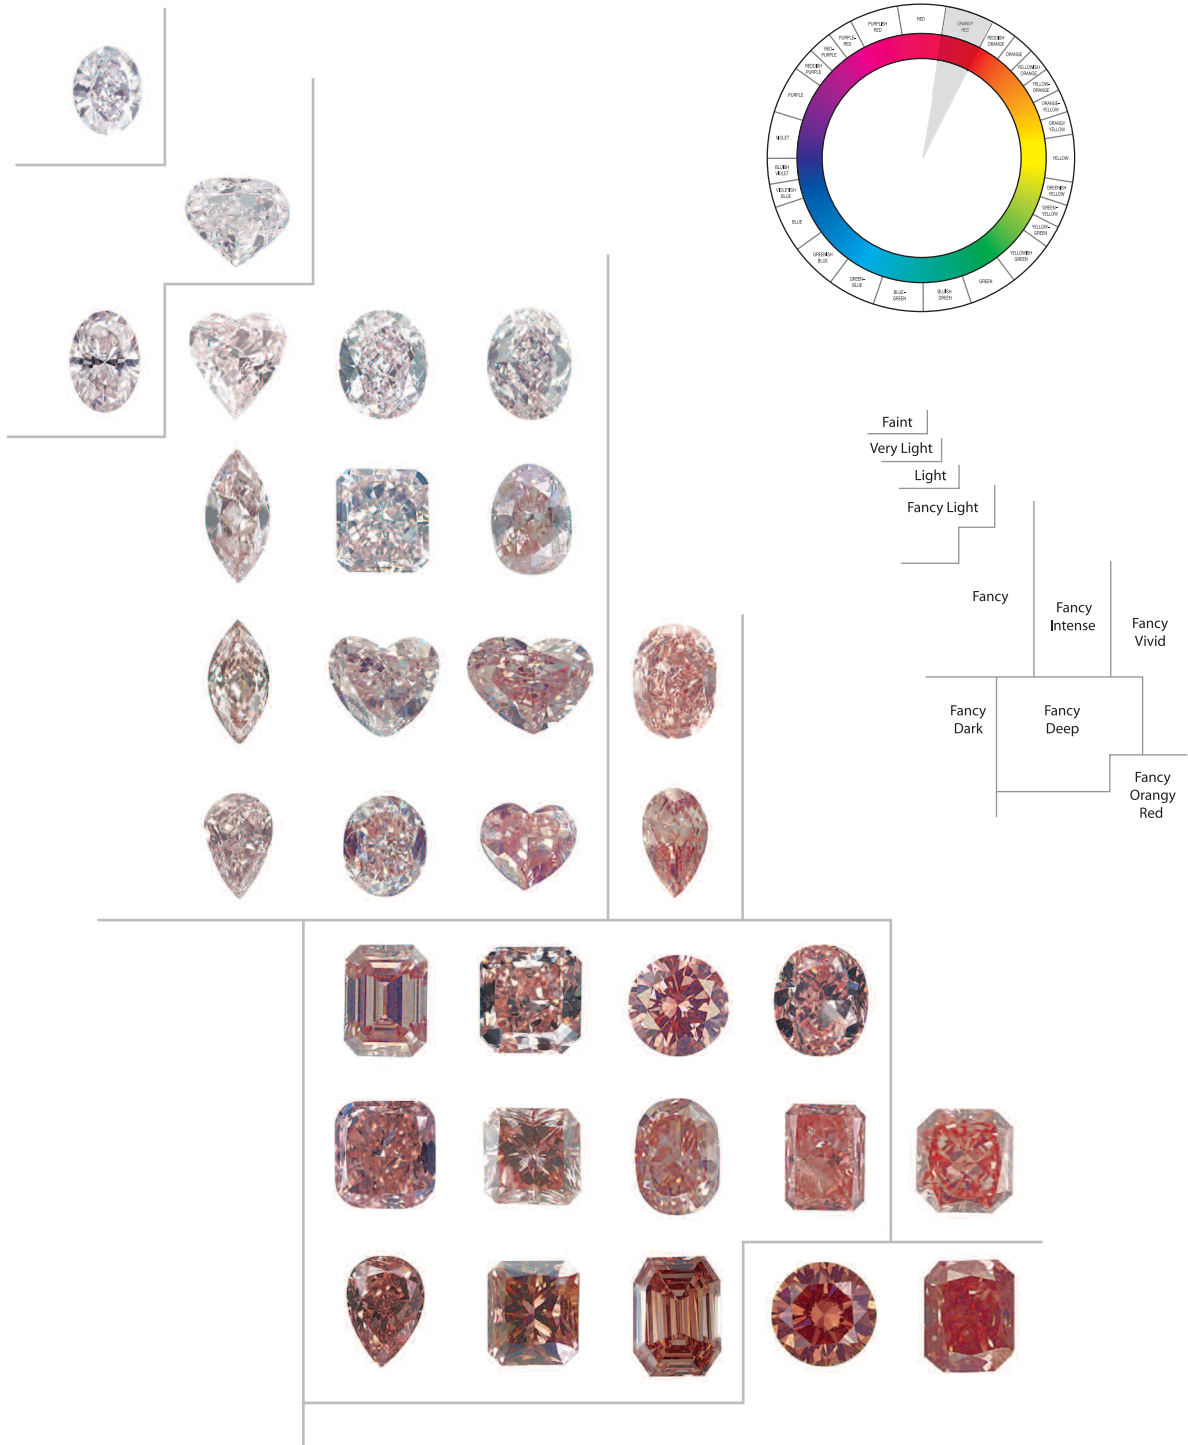 RED
ORANGY
RED
REDDISH
ORANGE
ORANGE
YELLOWISH
ORANGE
YELLOW-
ORANGE
ORANGE-
YELLOW
ORANGY
YELLOW
YELLOW
GREENISH
YELLOW
GREEN-
YELLOW
YELLOW-
GREEN
YELLOWISH
GREEN
GREEN
BLUISH
GREEN
BLUE-
GREEN
GREEN-
BLUE
GREENISH
BLUE
BLUE
VIOLETISH
BLUE
BLUISH
VIOLET
VIOLET
PURPLE
REDDISH
PURPLE
RED-
PURPLE
PURPLE-
RED
PURPLISH
RED
Faint
Very Light
Light
Fancy Light
Fancy
Fancy
Intense
Fancy
Vivid
Fancy
Dark
Fancy
Deep
Fancy
Orangy
Red